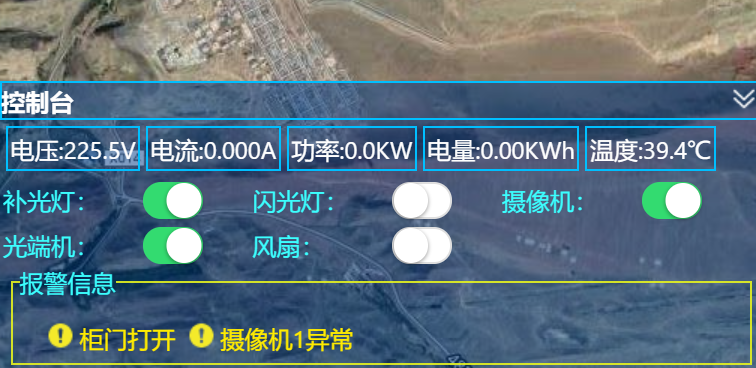 控制台
电压:225.5V 电流:0.000A 功率:0.0KW 电量:0.00KWh 温度:39.4℃
补光灯: 闪光灯: 摄像机:
光端机: 风扇:
报警信息
柜门打开 摄像机1异常